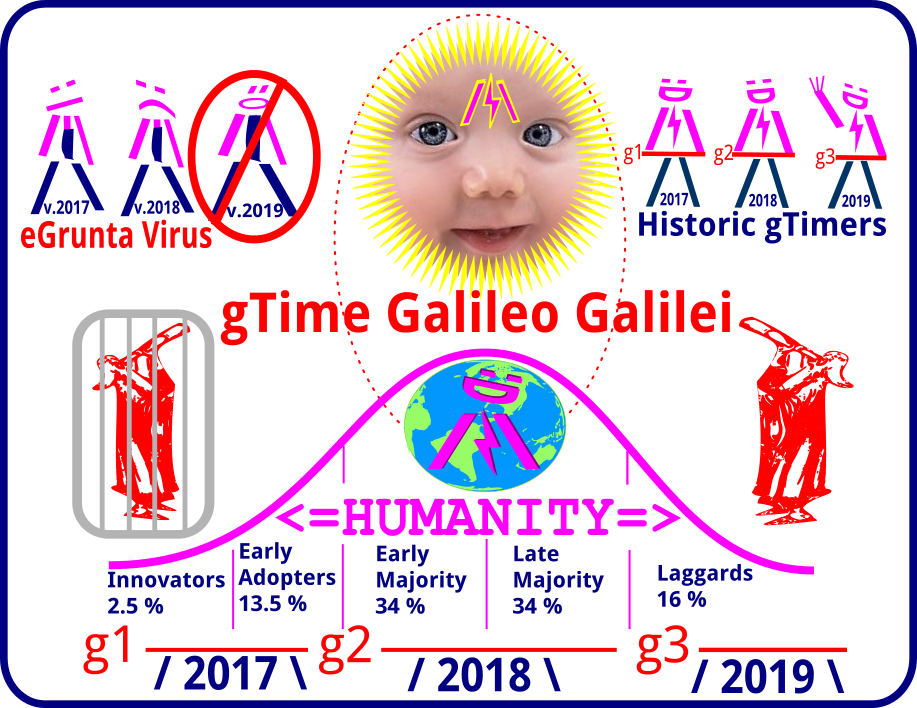 v.2017
v.2018
v.2019
eGrunta Virus
g1
g2
g3
2017
2018
2019
Historic gTimers
gTime Galileo Galilei
<=HUMANITY=>
Innovators
2.5 %
Early
Adopters
13.5 %
Early
Majority
34 %
Late
Majority
34 %
Laggards
16 %
g1
/ 2017 \
g2
/ 2018 \
g3
/ 2019 \